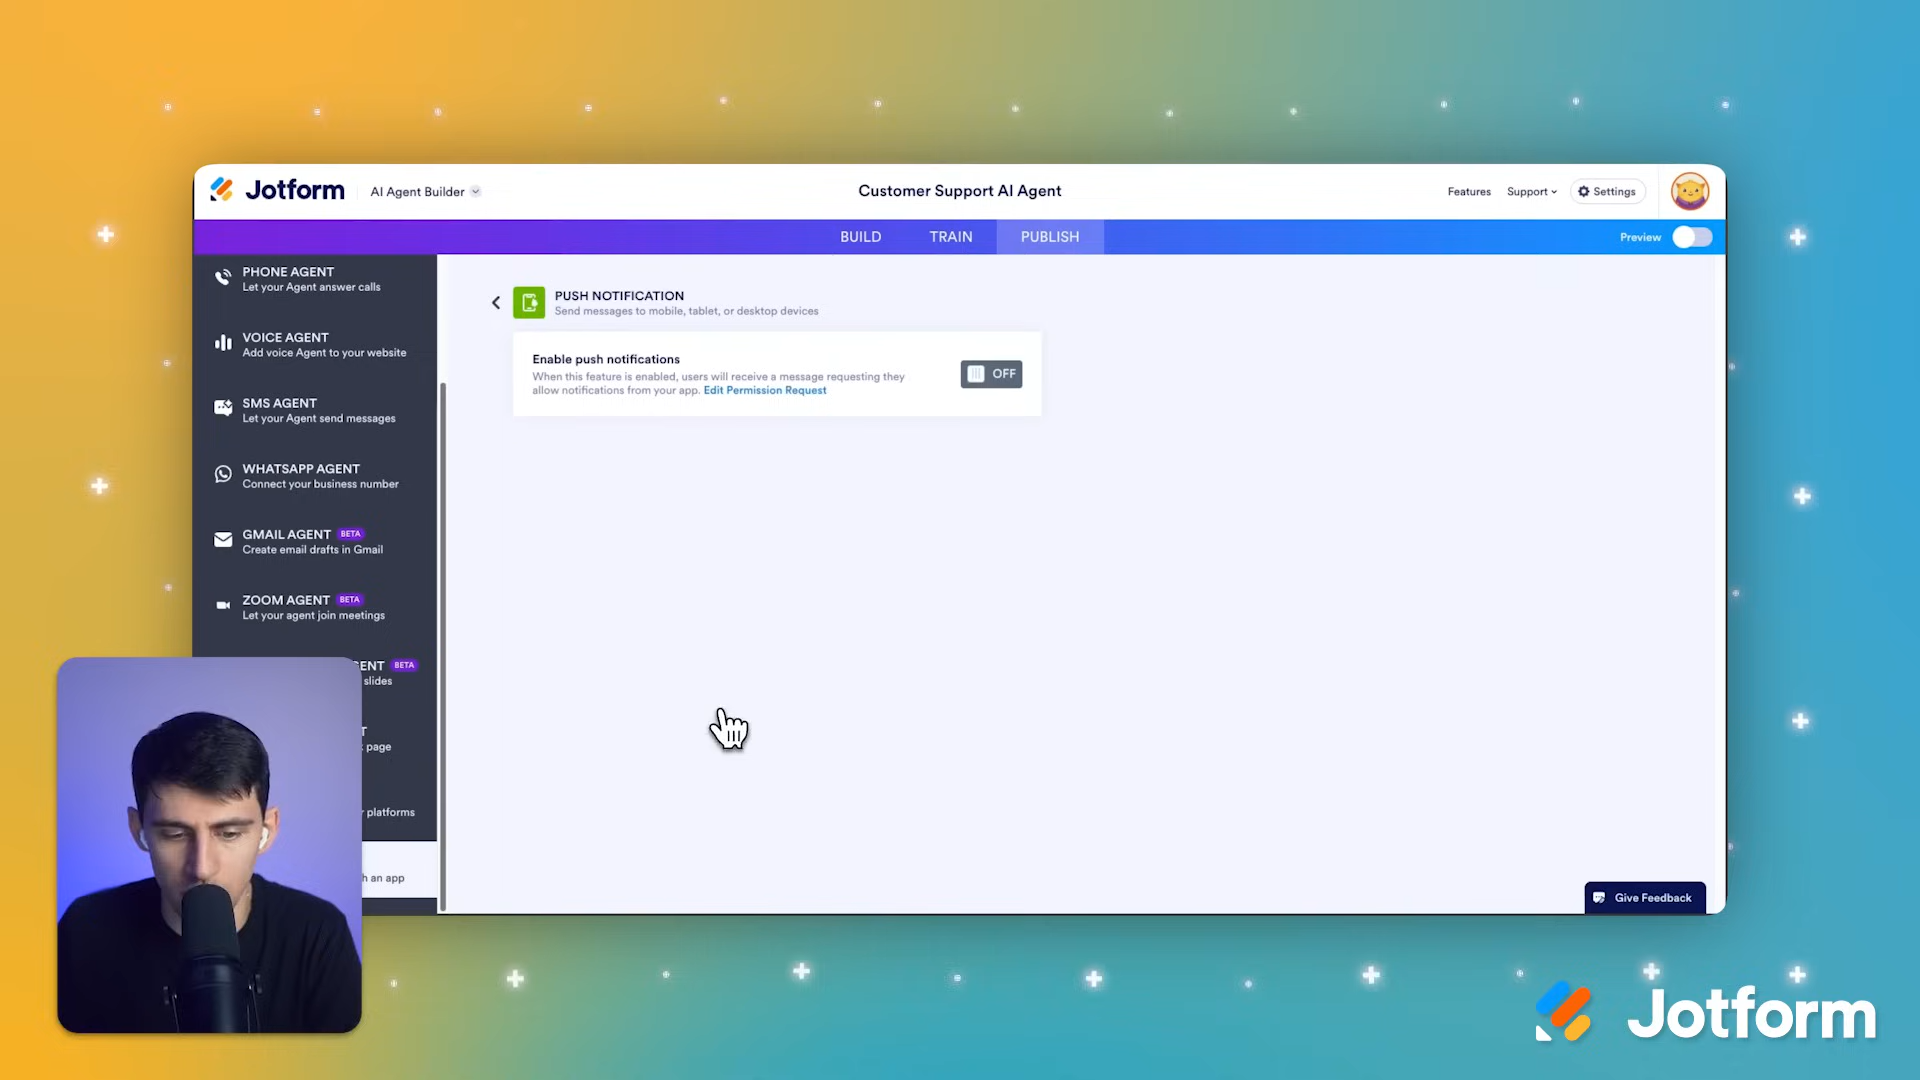 Jotform
AI Agent Builder
Customer Support AI Agent
Features
Support
Settings
BUILD
TRAIN
PUBLISH
Preview
PHONE AGENT
Let your Agent answer calls
VOICE AGENT
Add voice Agent to your website
SMS AGENT
Let your Agent send messages
WHATSAPP AGENT
Connect your business number
GMAIL AGENT BETA
Create email drafts in Gmail
ZOOM AGENT BETA
Let your agent join meetings
BETA
slides
page
platforms
an app
PUSH NOTIFICATION
Send messages to mobile, tablet, or desktop devices
Enable push notifications
When this feature is enabled, users will receive a message requesting they
allow notifications from your app. Edit Permission Request
OFF
Give Feedback
Jotform